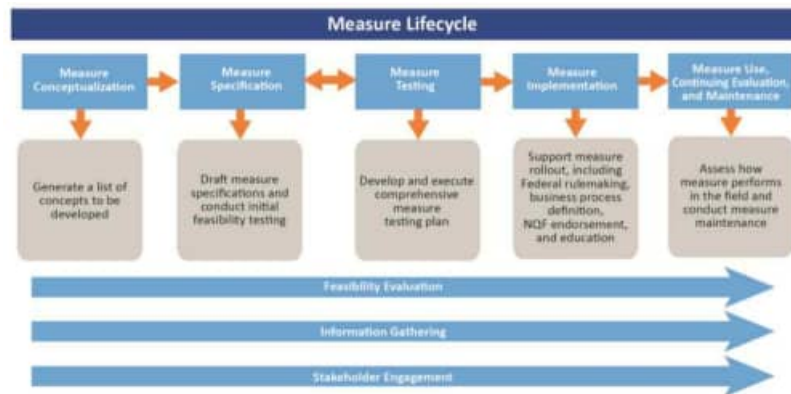 Measure Lifecycle
Measure
Conceptualization
Measure
Specification
Measure
Testing
Measure
Implementation
Measure Use,
Continuing Evaluation,
and Maintenance
Generate a list of
concepts to be
developed
Draft measure
specifications and
conduct initial
feasibility testing
Develop and execute
comprehensive
measure
testing plan
Support measure
rollout, including
Federal rulemaking,
business process
definition,
NQF endorsement,
and education
Assess how
measure performs
in the field and
conduct measure
maintenance
Feasibility Evaluation
Information Gathering
Stakeholder Engagement